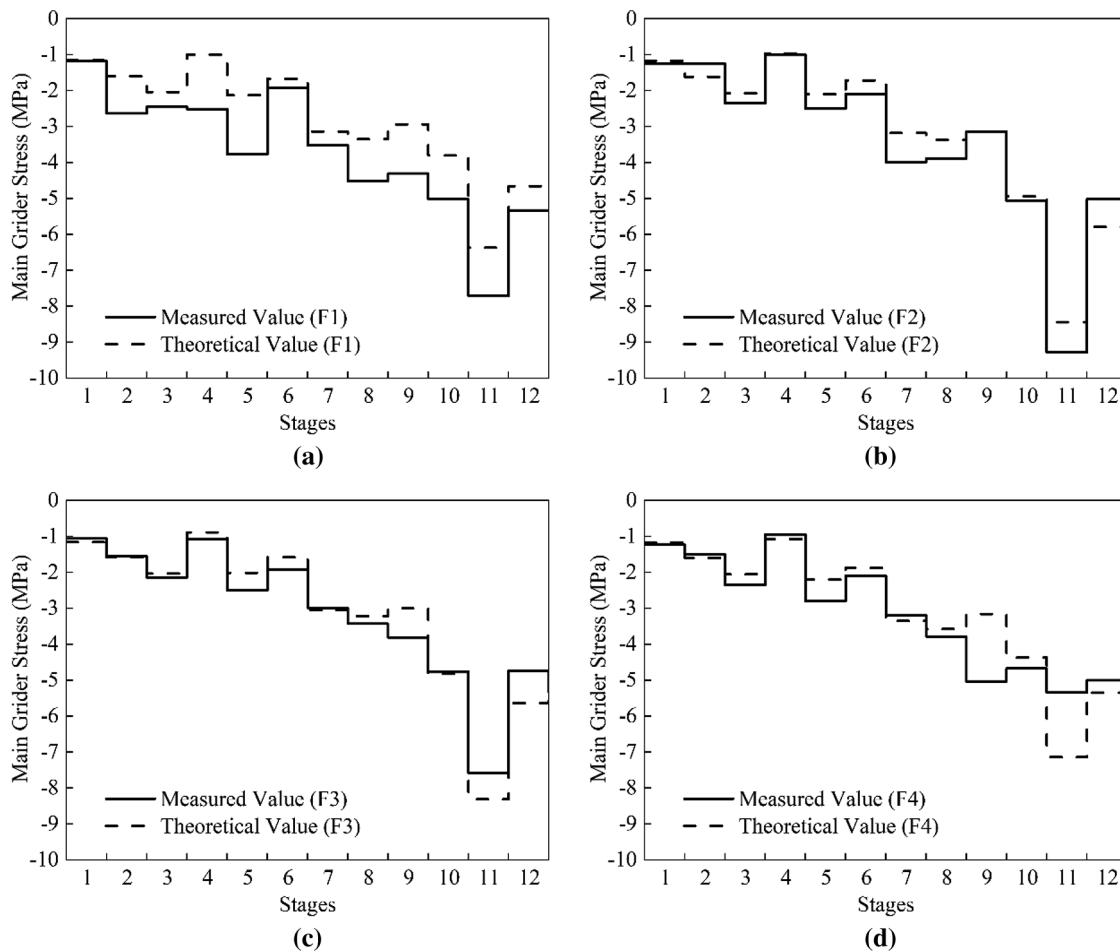 0
-1
-2
-3
-4
-5
-6
-7
-8
-9
-10
Main Grider Stress (MPa)
Measured Value (F1)
Theoretical Value (F1)
1 2 3 4 5 6 7 8 9 10 11 12
Stages
(a)
0
-1
-2
-3
-4
-5
-6
-7
-8
-9
-10
Main Grider Stress (MPa)
Measured Value (F2)
Theoretical Value (F2)
1 2 3 4 5 6 7 8 9 10 11 12
Stages
(b)
0
-1
-2
-3
-4
-5
-6
-7
-8
-9
-10
Main Grider Stress (MPa)
Measured Value (F3)
Theoretical Value (F3)
1 2 3 4 5 6 7 8 9 10 11 12
Stages
(c)
0
-1
-2
-3
-4
-5
-6
-7
-8
-9
-10
Main Grider Stress (MPa)
Measured Value (F4)
Theoretical Value (F4)
1 2 3 4 5 6 7 8 9 10 11 12
Stages
(d)